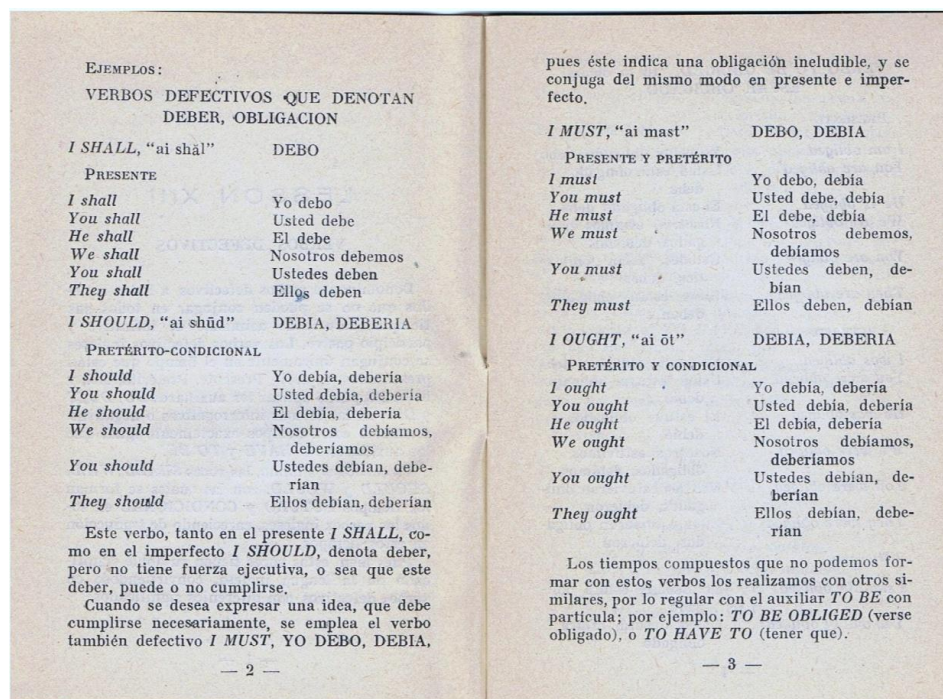 EJEMPLOS:
VERBOS DEFECTIVOS QUE DENOTAN
DEBER, OBLIGACION
I SHALL, “ai shăl” DEBO
PRESENTE
I shall Yo debo
You shall Usted debe
He shall El debe
We shall Nosotros debemos
You shall Ustedes deben
They shall Ellos deben
I SHOULD, “ai shŭd” DEBIA, DEBERIA
PRETÉRITO-CONDICIONAL
I should Yo debía, debería
You should Usted debía, debería
He should El debía, debería
We should Nosotros debíamos,
deberíamos
You should Ustedes debían, debe-
rían
They should Ellos debían, deberían
Este verbo, tanto en el presente I SHALL, co-
mo en el imperfecto I SHOULD, denota deber,
pero no tiene fuerza ejecutiva, o sea que este
deber, puede o no cumplirse.
Cuando se desea expresar una idea, que debe
cumplirse necesariamente, se emplea el verbo
también defectivo I MUST, YO DEBO, DEBIA,
— 2 —
pues éste indica una obligación ineludible, y se
conjuga del mismo modo en presente e imper-
fecto.
I MUST, “ai mast” DEBO, DEBIA
PRESENTE Y PRETÉRITO
I must Yo debo, debía
You must Usted debe, debía
He must El debe, debía
We must Nosotros debemos,
debíamos
You must Ustedes deben, de-
bían
They must Ellos deben, debían
I OUGHT, “ai ōt” DEBIA, DEBERIA
PRETÉRITO Y CONDICIONAL
I ought Yo debía, debería
You ought Usted debía, debería
He ought El debía, debería
We ought Nosotros debíamos,
deberíamos
You ought Ustedes debían, de-
berían
They ought Ellos debían, debe-
rían
Los tiempos compuestos que no podemos for-
mar con estos verbos los realizamos con otros si-
milares, por lo regular con el auxiliar TO BE con
partícula; por ejemplo: TO BE OBLIGED (verse
obligado), o TO HAVE TO (tener que).
— 3 —